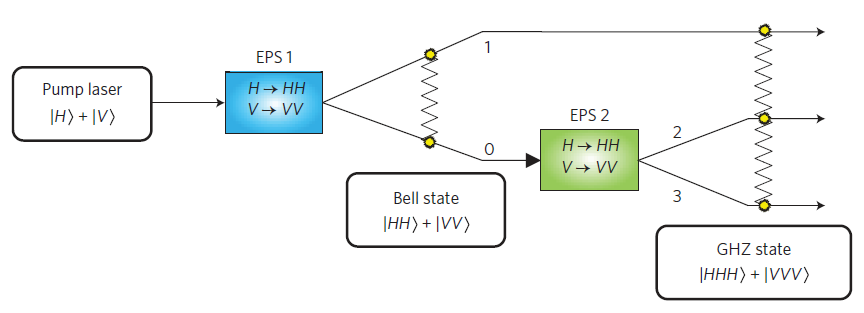 Pump laser
|H⟩ + |V⟩
EPS 1
H → HH
V → VV
1
0
Bell state
|HH⟩ + |VV⟩
EPS 2
H → HH
V → VV
2
3
GHZ state
|HHH⟩ + |VVV⟩